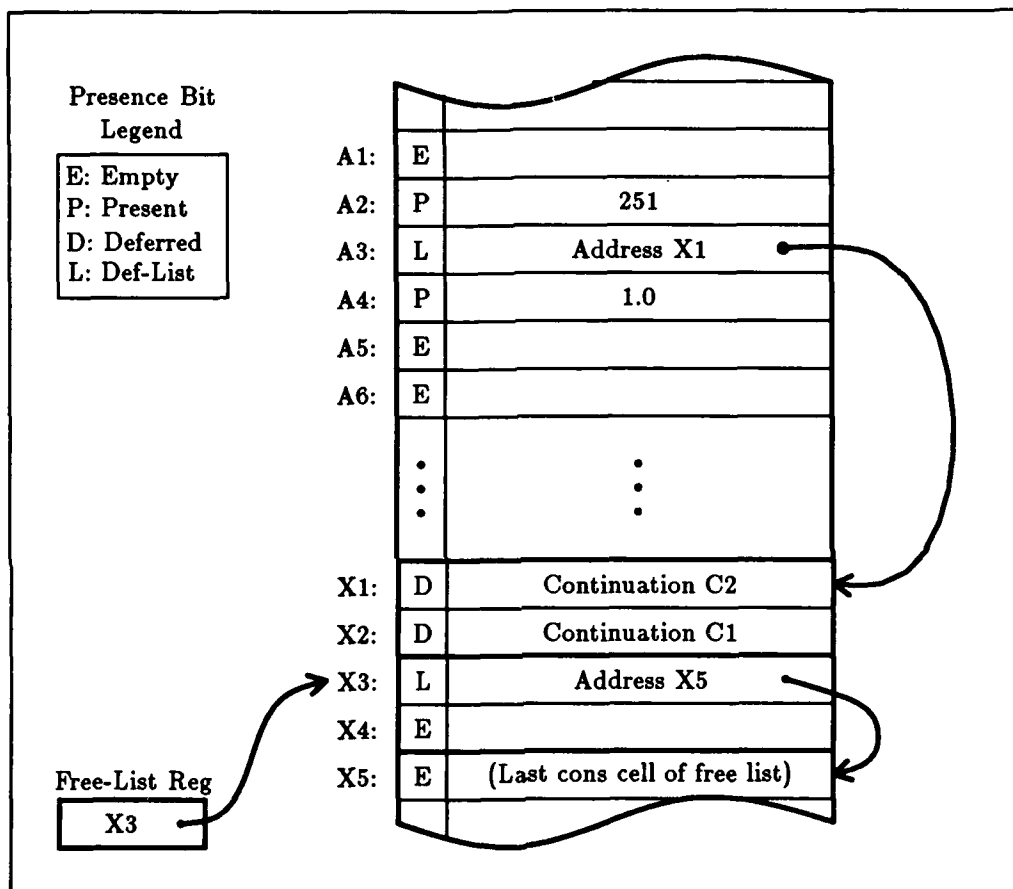 Presence Bit
Legend
E: Empty
P: Present
D: Deferred
L: Def-List
A1: E
A2: P 251
A3: L Address X1
A4: P 1.0
A5: E
A6: E
X1: D Continuation C2
X2: D Continuation C1
X3: L Address X5
X4: E
X5: E (Last cons cell of free list)
Free-List Reg
X3